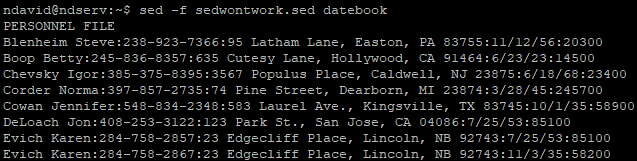 ndavid@ndserv:~$ sed -f sedwontwork.sed datebook
PERSONNEL FILE
Blenheim Steve:238-923-7366:95 Latham Lane, Easton, PA 83755:11/12/56:20300
Boop Betty:245-836-8357:635 Cutesy Lane, Hollywood, CA 91464:6/23/23:14500
Chevsky Igor:385-375-8395:3567 Populus Place, Caldwell, NJ 23875:6/18/68:23400
Corder Norma:397-857-2735:74 Pine Street, Dearborn, MI 23874:3/28/45:245700
Cowan Jennifer:548-834-2348:583 Laurel Ave., Kingsville, TX 83745:10/1/35:58900
DeLoach Jon:408-253-3122:123 Park St., San Jose, CA 04086:7/25/53:85100
Evich Karen:284-758-2857:23 Edgecliff Place, Lincoln, NB 92743:7/25/53:85100
Evich Karen:284-758-2867:23 Edgecliff Place, Lincoln, NB 92743:11/3/35:58200